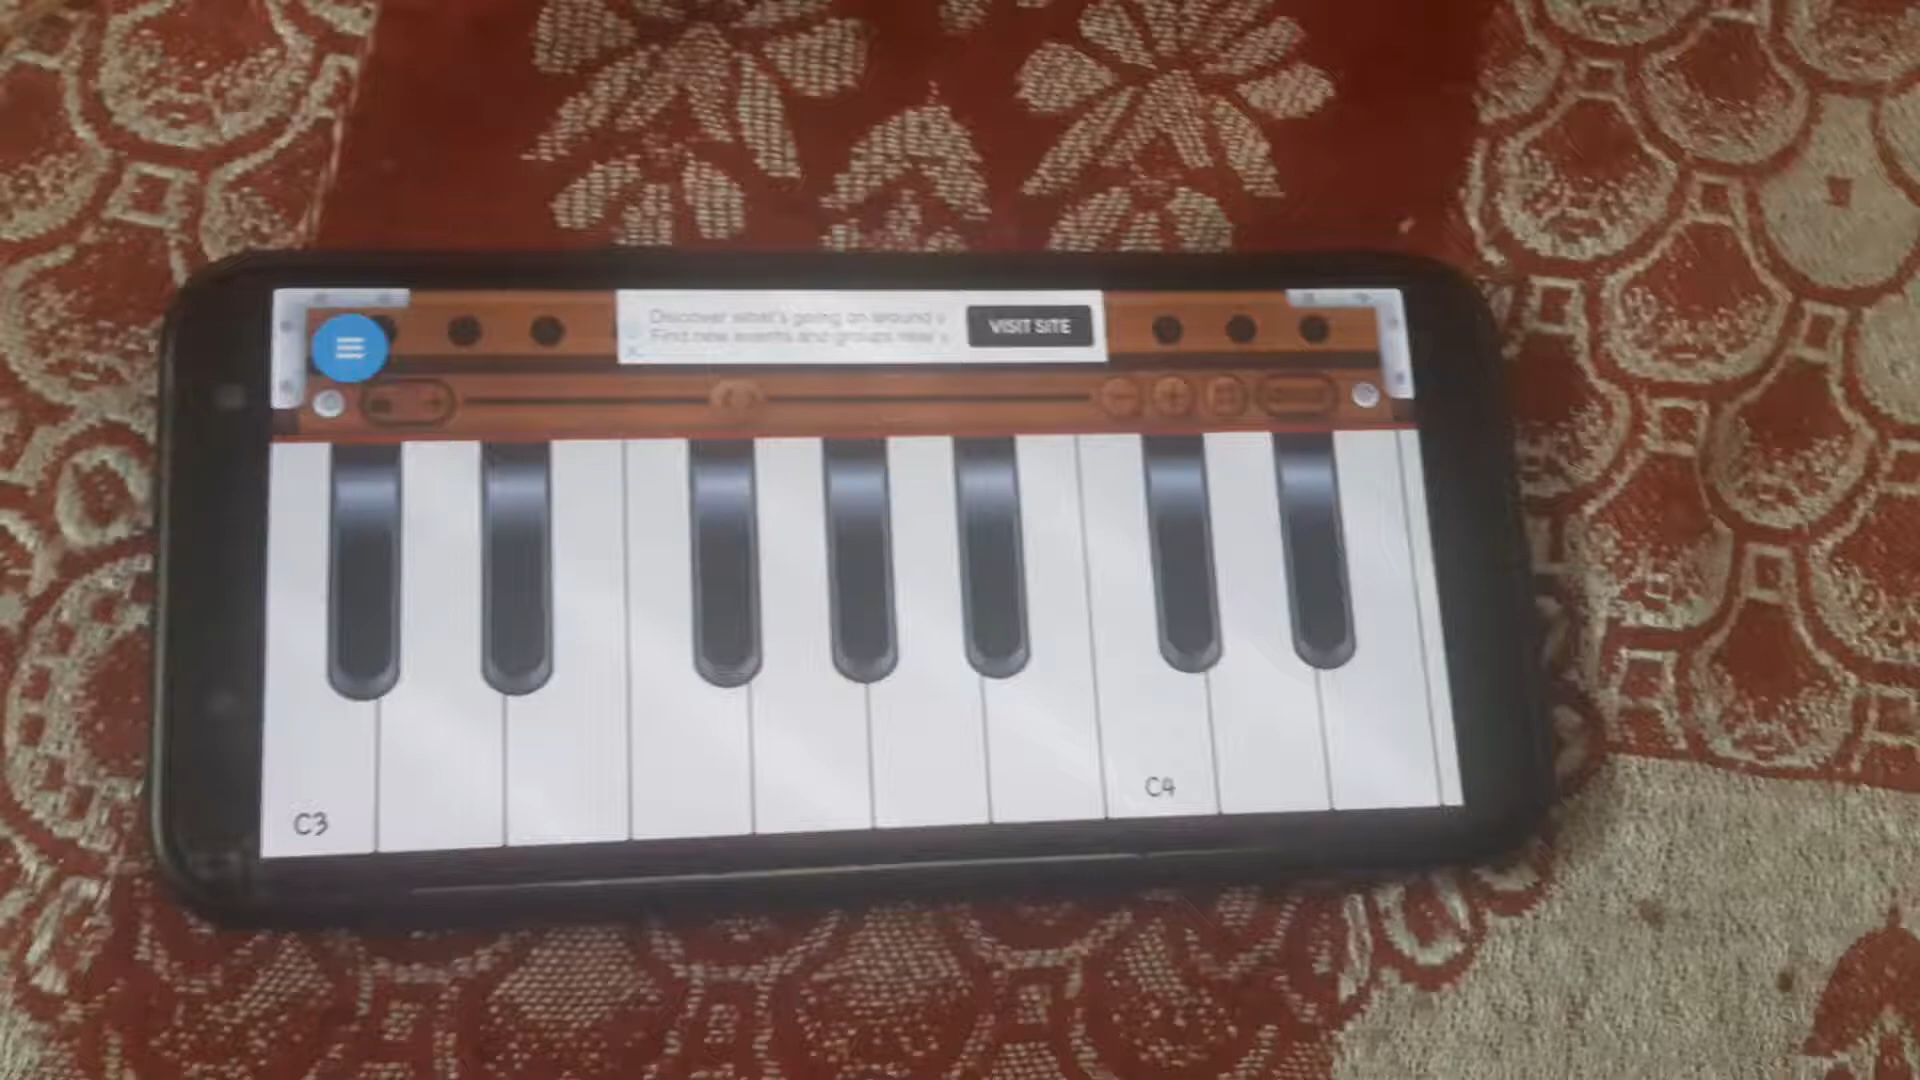 Discover what's going on around
Find new events and groups near
VISIT SITE
C3
C4